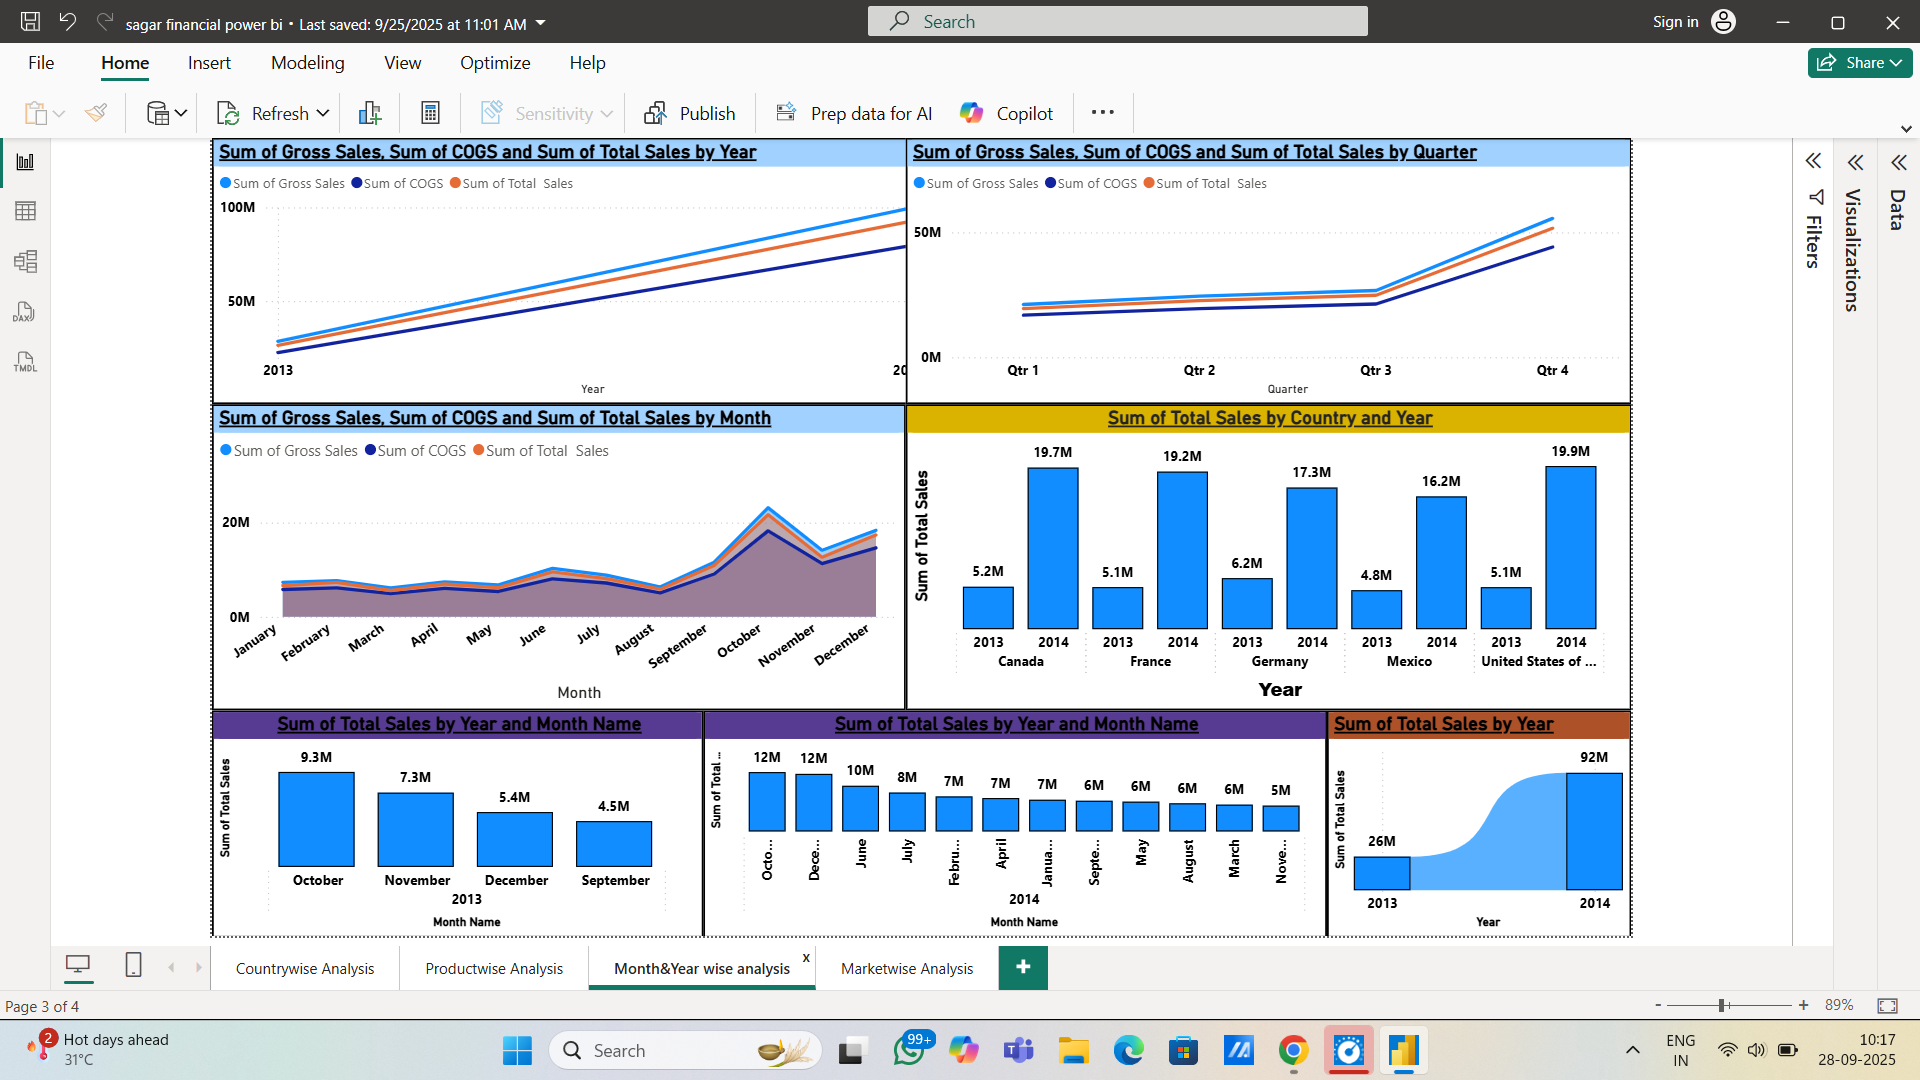 sagar financial power bi • Last saved: 9/25/2025 at 11:01 AM
Search
Sign in
File Home Insert Modeling View Optimize Help
Share
Refresh
Sensitivity
Publish
Prep data for AI
Copilot
DAX
TMDL
Sum of Gross Sales, Sum of COGS and Sum of Total Sales by Year
Sum of Gross Sales Sum of COGS Sum of Total Sales
100M
50M
2013
20
Year
Sum of Gross Sales, Sum of COGS and Sum of Total Sales by Quarter
Sum of Gross Sales Sum of COGS Sum of Total Sales
50M
0M
Qtr 1 Qtr 2 Qtr 3 Qtr 4
Quarter
Sum of Gross Sales, Sum of COGS and Sum of Total Sales by Month
Sum of Gross Sales Sum of COGS Sum of Total Sales
20M
0M
January February March April May June July August September October November December
Month
Sum of Total Sales by Country and Year
Sum of Total Sales
5.2M 19.7M 5.1M 19.2M 6.2M 17.3M 4.8M 16.2M 5.1M 19.9M
2013 2014 2013 2014 2013 2014 2013 2014 2013 2014
Canada France Germany Mexico United States of ...
Year
Sum of Total Sales by Year and Month Name
Sum of Total Sales
9.3M 7.3M 5.4M 4.5M
October November December September
2013
Month Name
Sum of Total Sales by Year and Month Name
Sum of Total ...
12M 12M 10M 8M 7M 7M 7M 6M 6M 6M 6M 5M
Octo... Dece... June July Febru... April Janua... Septe... May August March Nove...
2014
Month Name
Sum of Total Sales by Year
Sum of Total Sales
26M 92M
2013 2014
Year
Filters
Visualizations
Data
Countrywise Analysis Productwise Analysis Month&Year wise analysis x Marketwise Analysis +
Page 3 of 4
- + 89%
2
Hot days ahead
31°C
Search
99+
ENG
IN
10:17
28-09-2025